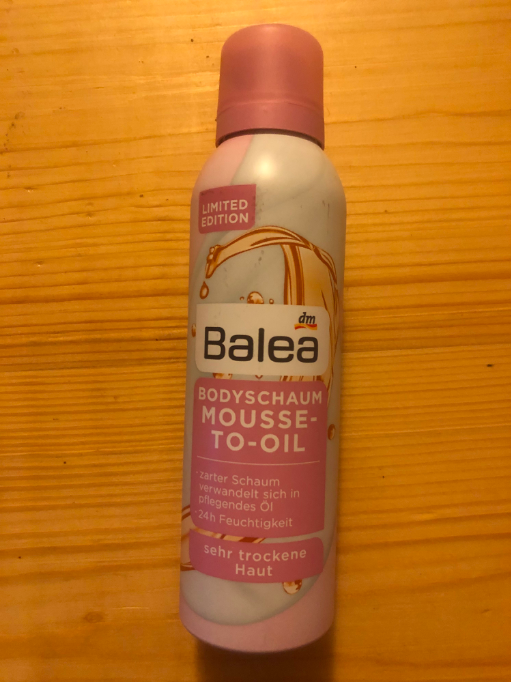 LIMITED
EDITION
dm
Balea
BODYSCHAUM
MOUSSE-
TO-OIL
zarter Schaum
verwandelt sich in
pflegendes Öl
24h Feuchtigkeit
sehr trockene
Haut